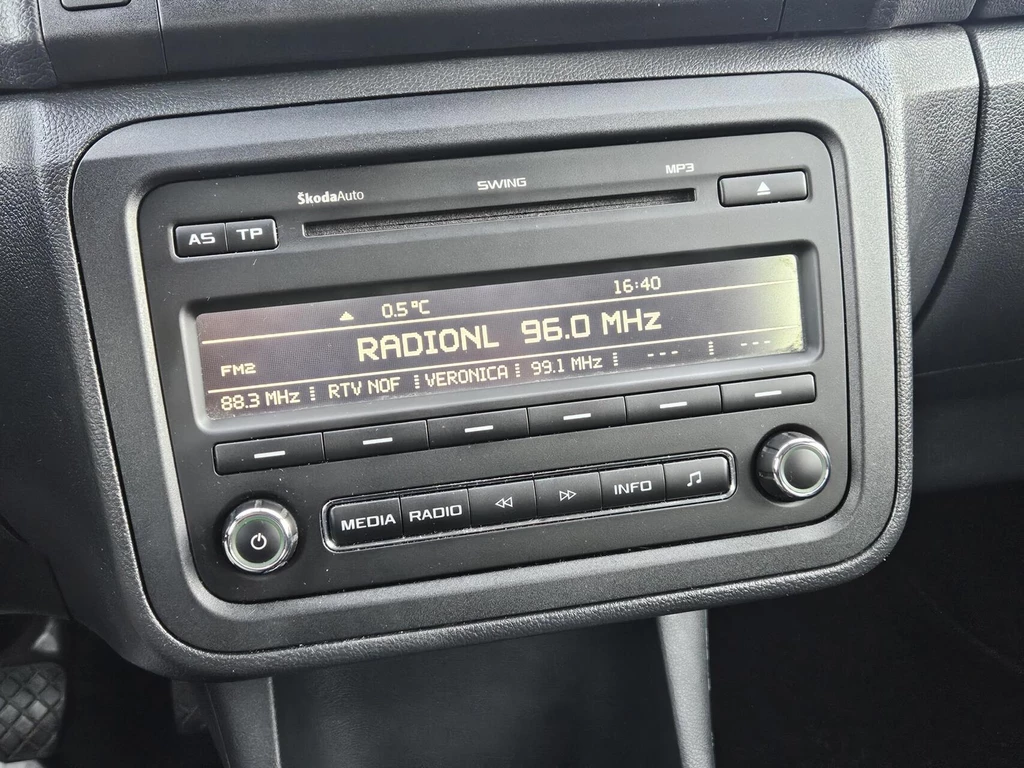 ŠkodaAuto SWING MP3
AS TP
0.5 °C 16:40
FM2 RADIONL 96.0 MHz
88.3 MHz RTV NOF VERONICA 99.1 MHz --- ---
MEDIA RADIO INFO